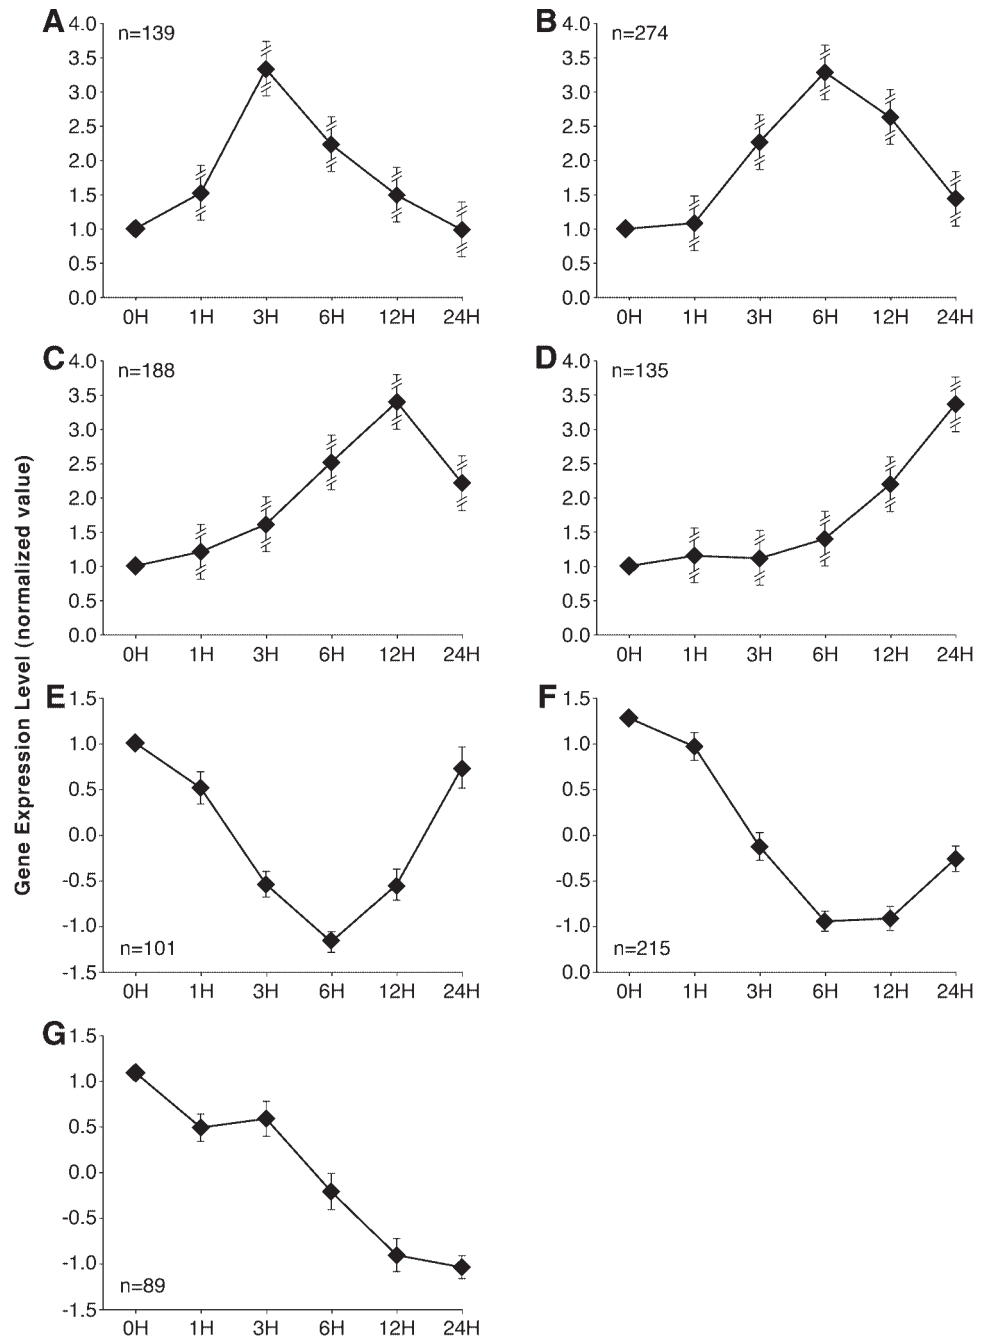 Gene Expression Level (normalized value)
A
n=139
4.0
3.5
3.0
2.5
2.0
1.5
1.0
0.5
0.0
0H 1H 3H 6H 12H 24H
B
n=274
4.0
3.5
3.0
2.5
2.0
1.5
1.0
0.5
0.0
0H 1H 3H 6H 12H 24H
C
n=188
4.0
3.5
3.0
2.5
2.0
1.5
1.0
0.5
0.0
0H 1H 3H 6H 12H 24H
D
n=135
4.0
3.5
3.0
2.5
2.0
1.5
1.0
0.5
0.0
0H 1H 3H 6H 12H 24H
E
1.5
1.0
0.5
0.0
-0.5
-1.0
-1.5
n=101
0H 1H 3H 6H 12H 24H
F
1.5
1.0
0.5
0.0
-0.5
-1.0
0.0
n=215
0H 1H 3H 6H 12H 24H
G
1.5
1.0
0.5
0.0
-0.5
-1.0
-1.5
n=89
0H 1H 3H 6H 12H 24H